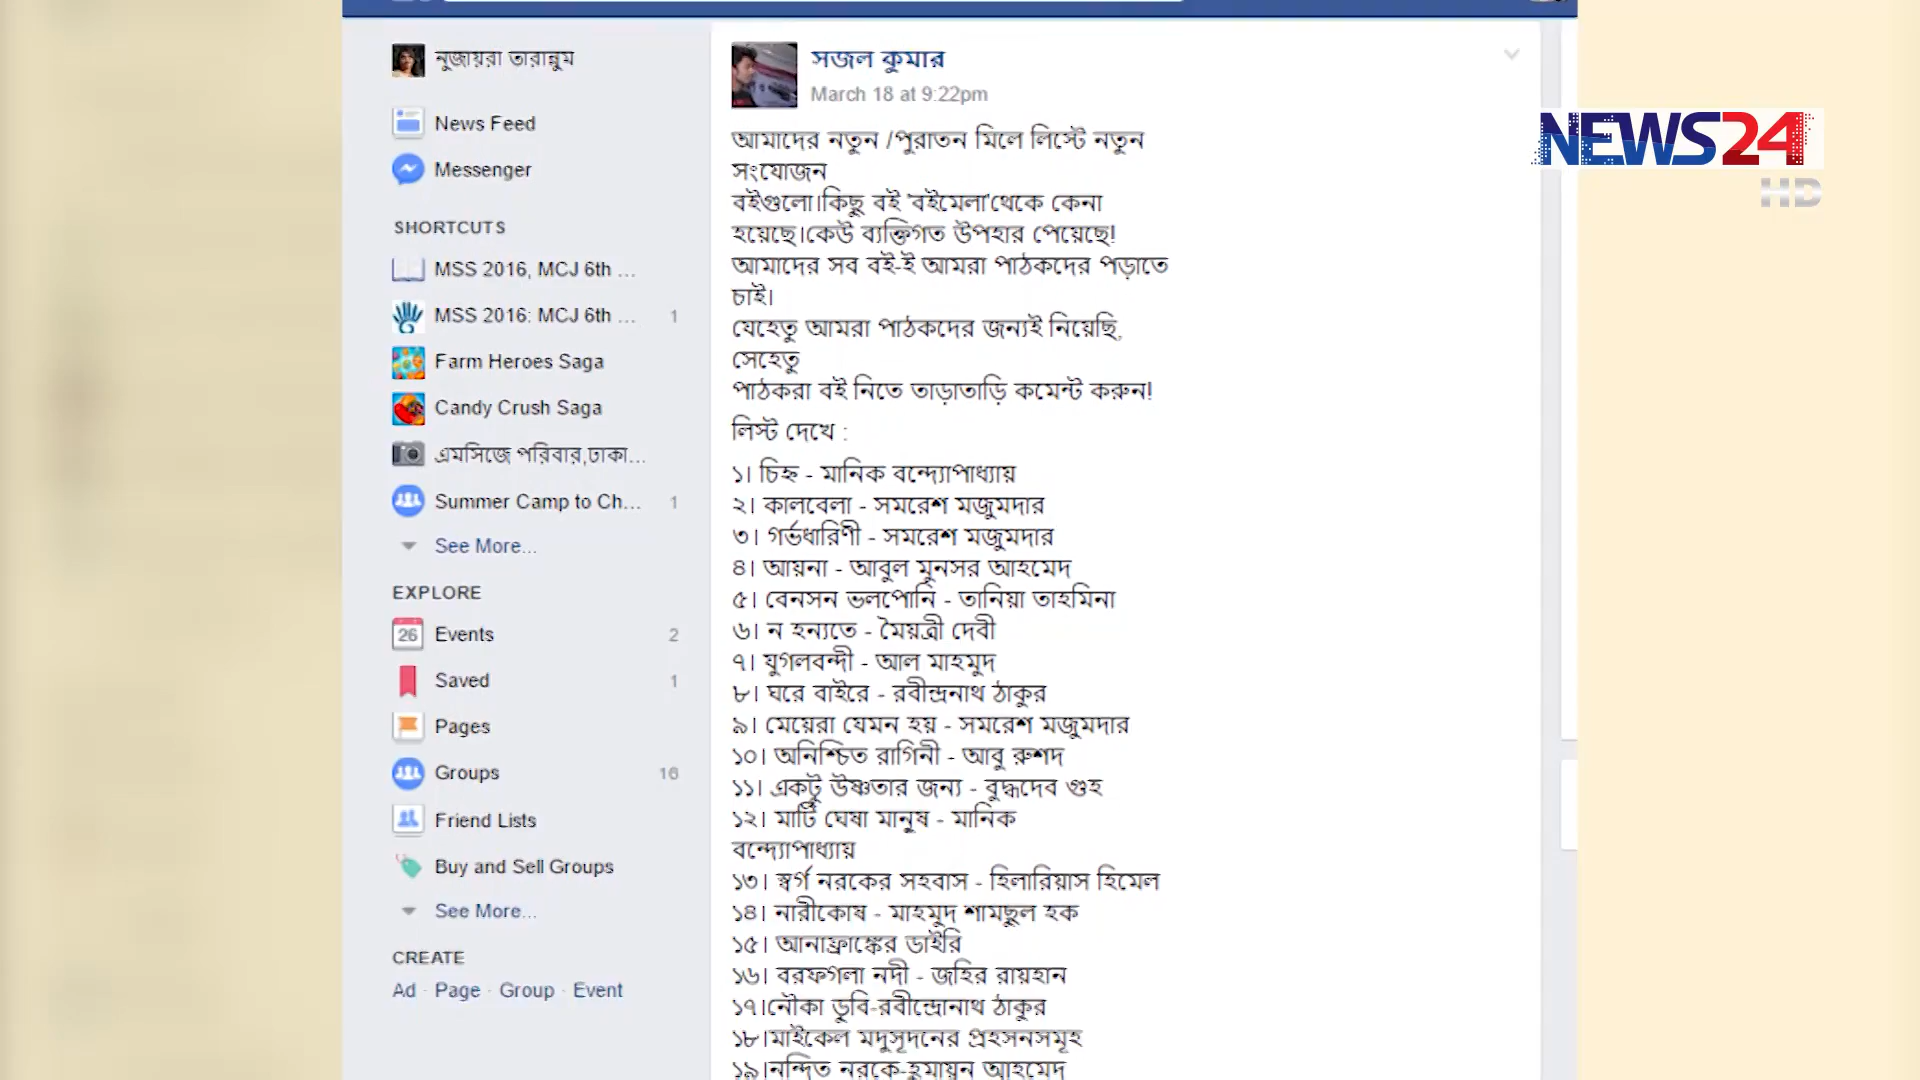 নুজায়রা তারান্নুম
News Feed
Messenger
SHORTCUTS
MSS 2016, MCJ 6th ...
MSS 2016: MCJ 6th ... 1
Farm Heroes Saga
Candy Crush Saga
এমসিজে পরিবার,ঢাকা...
Summer Camp to Ch... 1
See More...
EXPLORE
26 Events 2
Saved 1
Pages
Groups 16
Friend Lists
Buy and Sell Groups
See More...
CREATE
Ad · Page · Group · Event
সজল কুমার
March 18 at 9:22pm
আমাদের নতুন /পুরাতন মিলে লিস্টে নতুন
সংযোজন
বইগুলো।কিছু বই 'বইমেলা'থেকে কেনা
হয়েছে।কেউ ব্যক্তিগত উপহার পেয়েছে!
আমাদের সব বই-ই আমরা পাঠকদের পড়াতে
চাই।
যেহেতু আমরা পাঠকদের জন্যই নিয়েছি,
সেহেতু
পাঠকরা বই নিতে তাড়াতাড়ি কমেন্ট করুন!
লিস্ট দেখে :
১। চিহ্ন - মানিক বন্দ্যোপাধ্যায়
২। কালবেলা - সমরেশ মজুমদার
৩। গর্ভধারিণী - সমরেশ মজুমদার
৪। আয়না - আবুল মুনসর আহমেদ
৫। বেনসন ভলপোনি - তানিয়া তাহমিনা
৬। ন হন্যতে - মৈয়ত্রী দেবী
৭। যুগলবন্দী - আল মাহমুদ
৮। ঘরে বাইরে - রবীন্দ্রনাথ ঠাকুর
৯। মেয়েরা যেমন হয় - সমরেশ মজুমদার
১০। অনিশ্চিত রাগিনী - আবু রুশদ
১১। একটু উষ্ণতার জন্য - বুদ্ধদেব গুহ
১২। মাটি ঘেষা মানুষ - মানিক
বন্দ্যোপাধ্যায়
১৩। স্বর্গ নরকের সহবাস - হিলারিয়াস হিমেল
১৪। নারীকোষ - মাহমুদ শামছুল হক
১৫। আনাফ্রাঙ্কের ডাইরি
১৬। বরফগলা নদী - জহির রায়হান
১৭।নৌকা ডুবি-রবীন্দ্রোনাথ ঠাকুর
১৮।মাইকেল মদুসূদনের প্রহসনসমূহ
১৯।নন্দিত নরকে-হুমায়ুন আহমেদ
NEWS24
HD